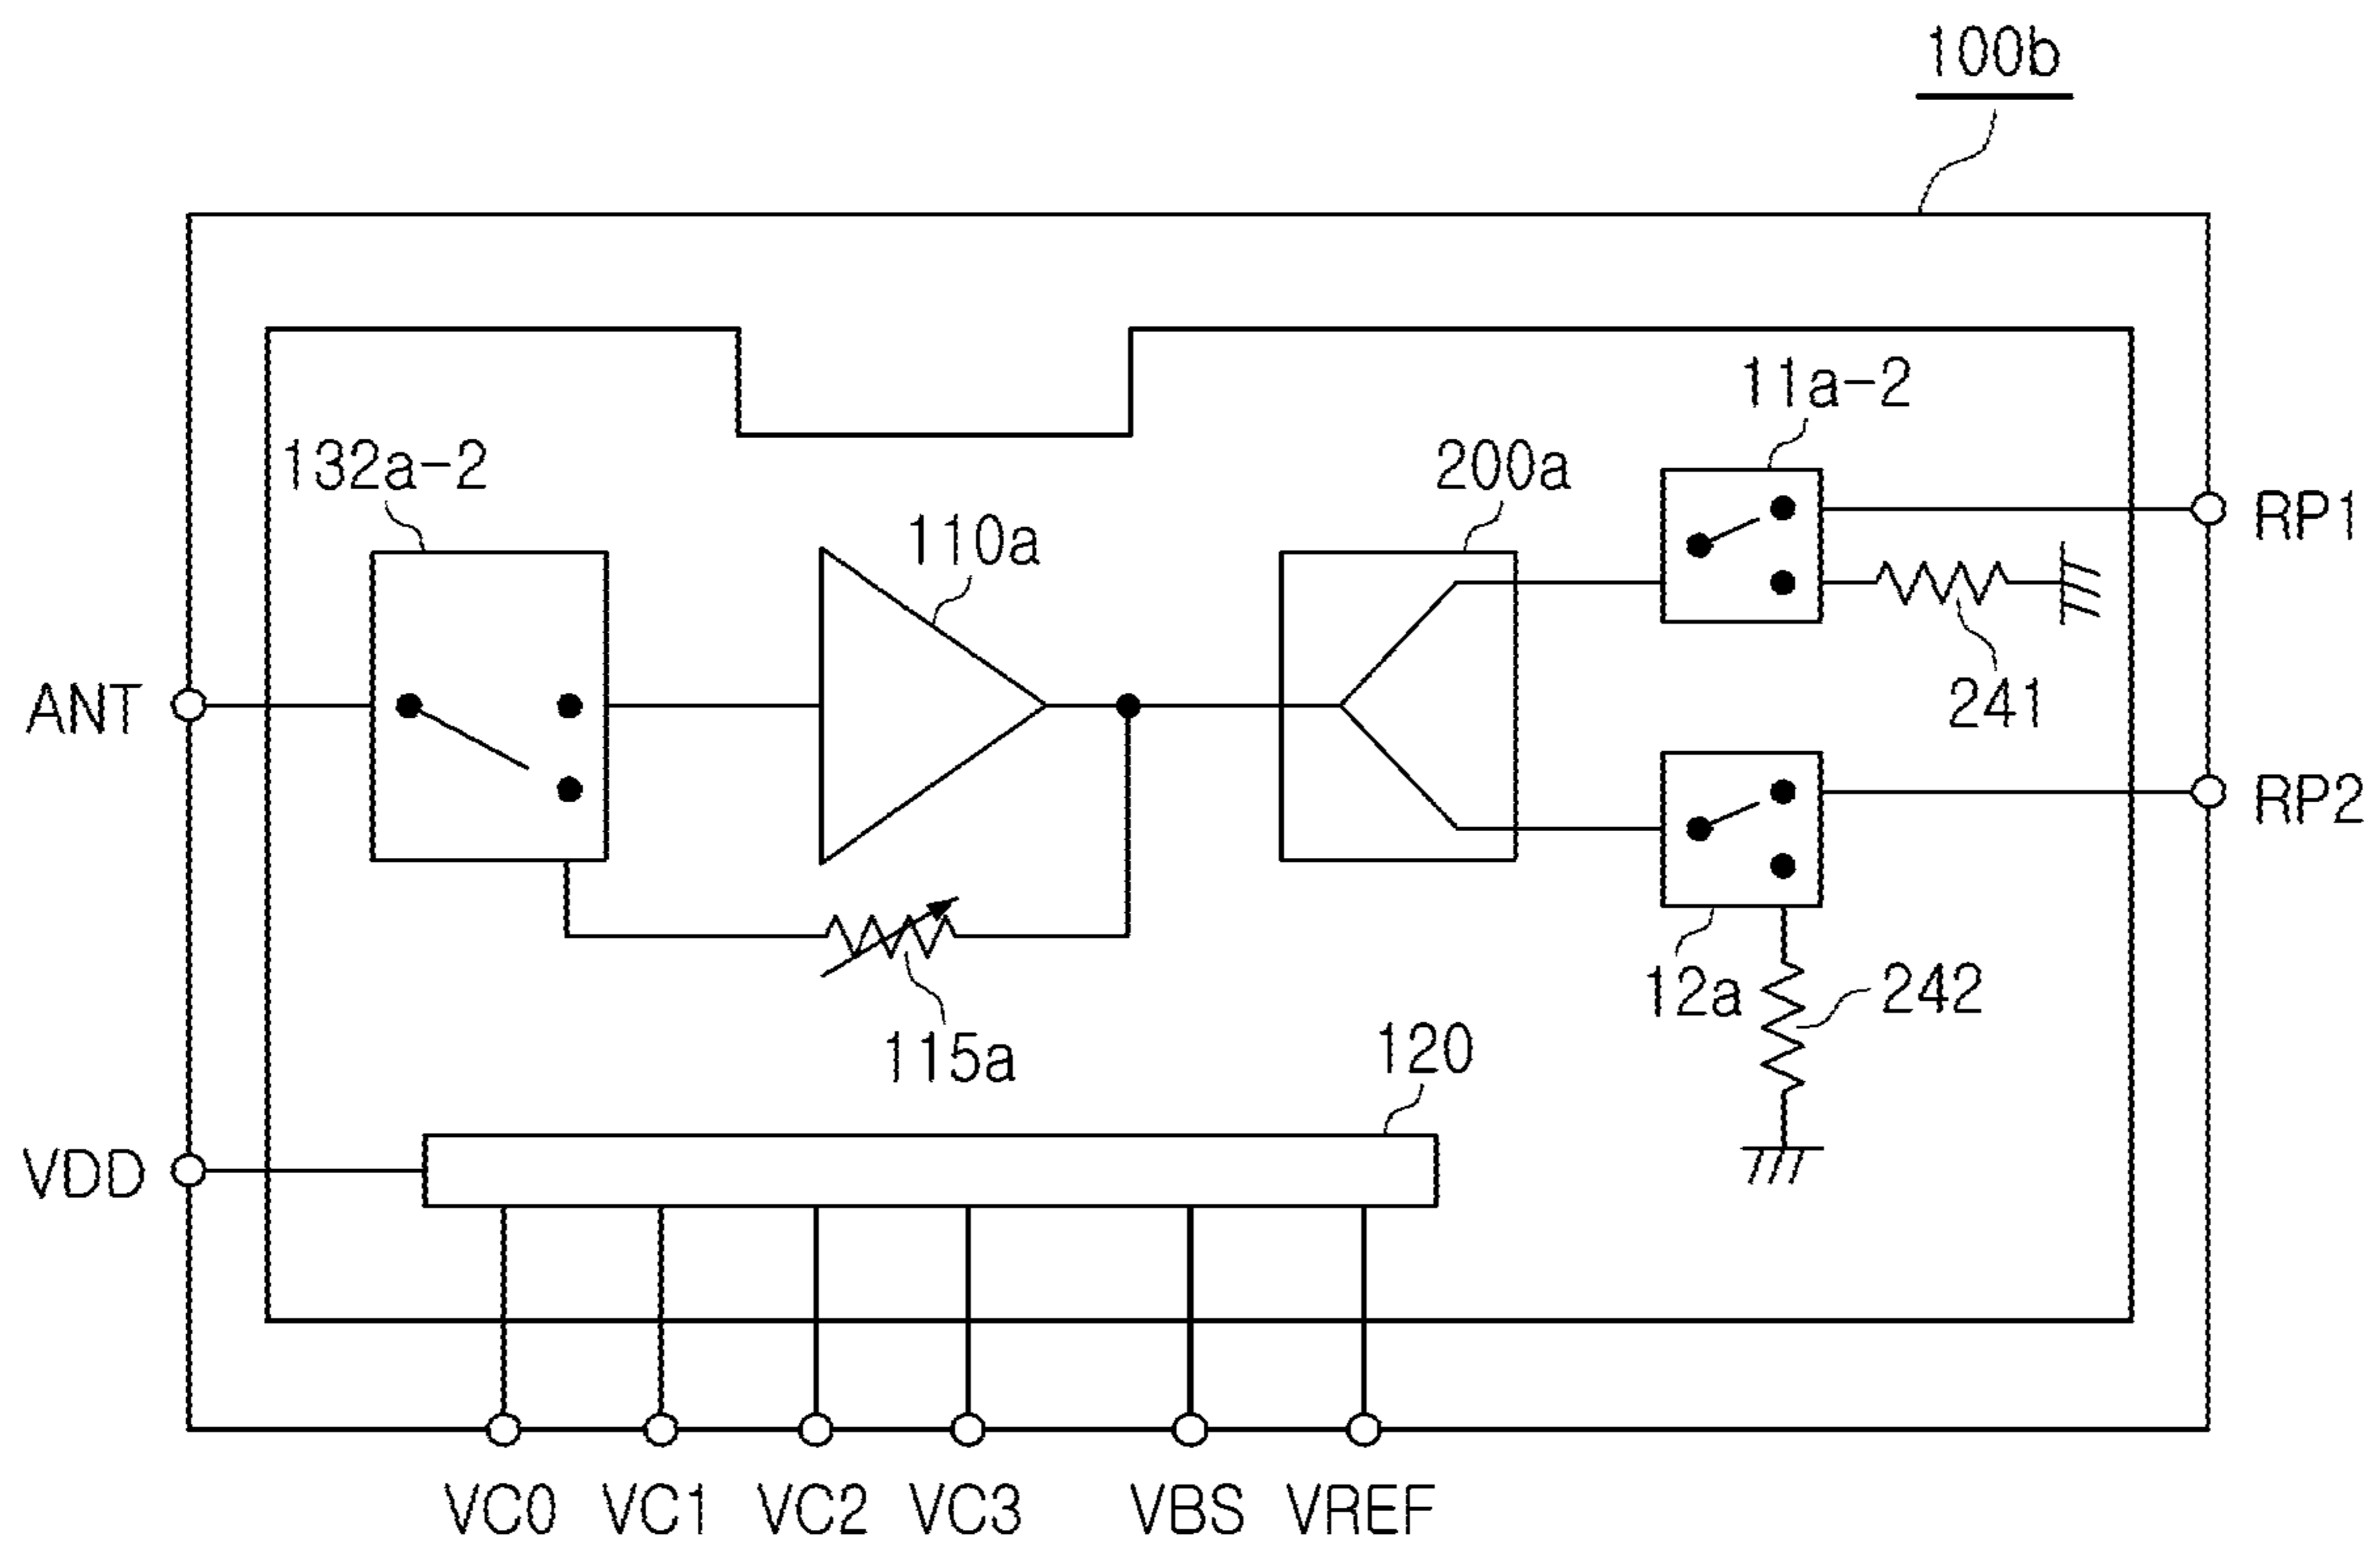 100b
11a-2
132a-2
200a
110a
RP1
ANT
241
RP2
12a
242
115a
120
VDD
VC0 VC1 VC2 VC3 VBS VREF